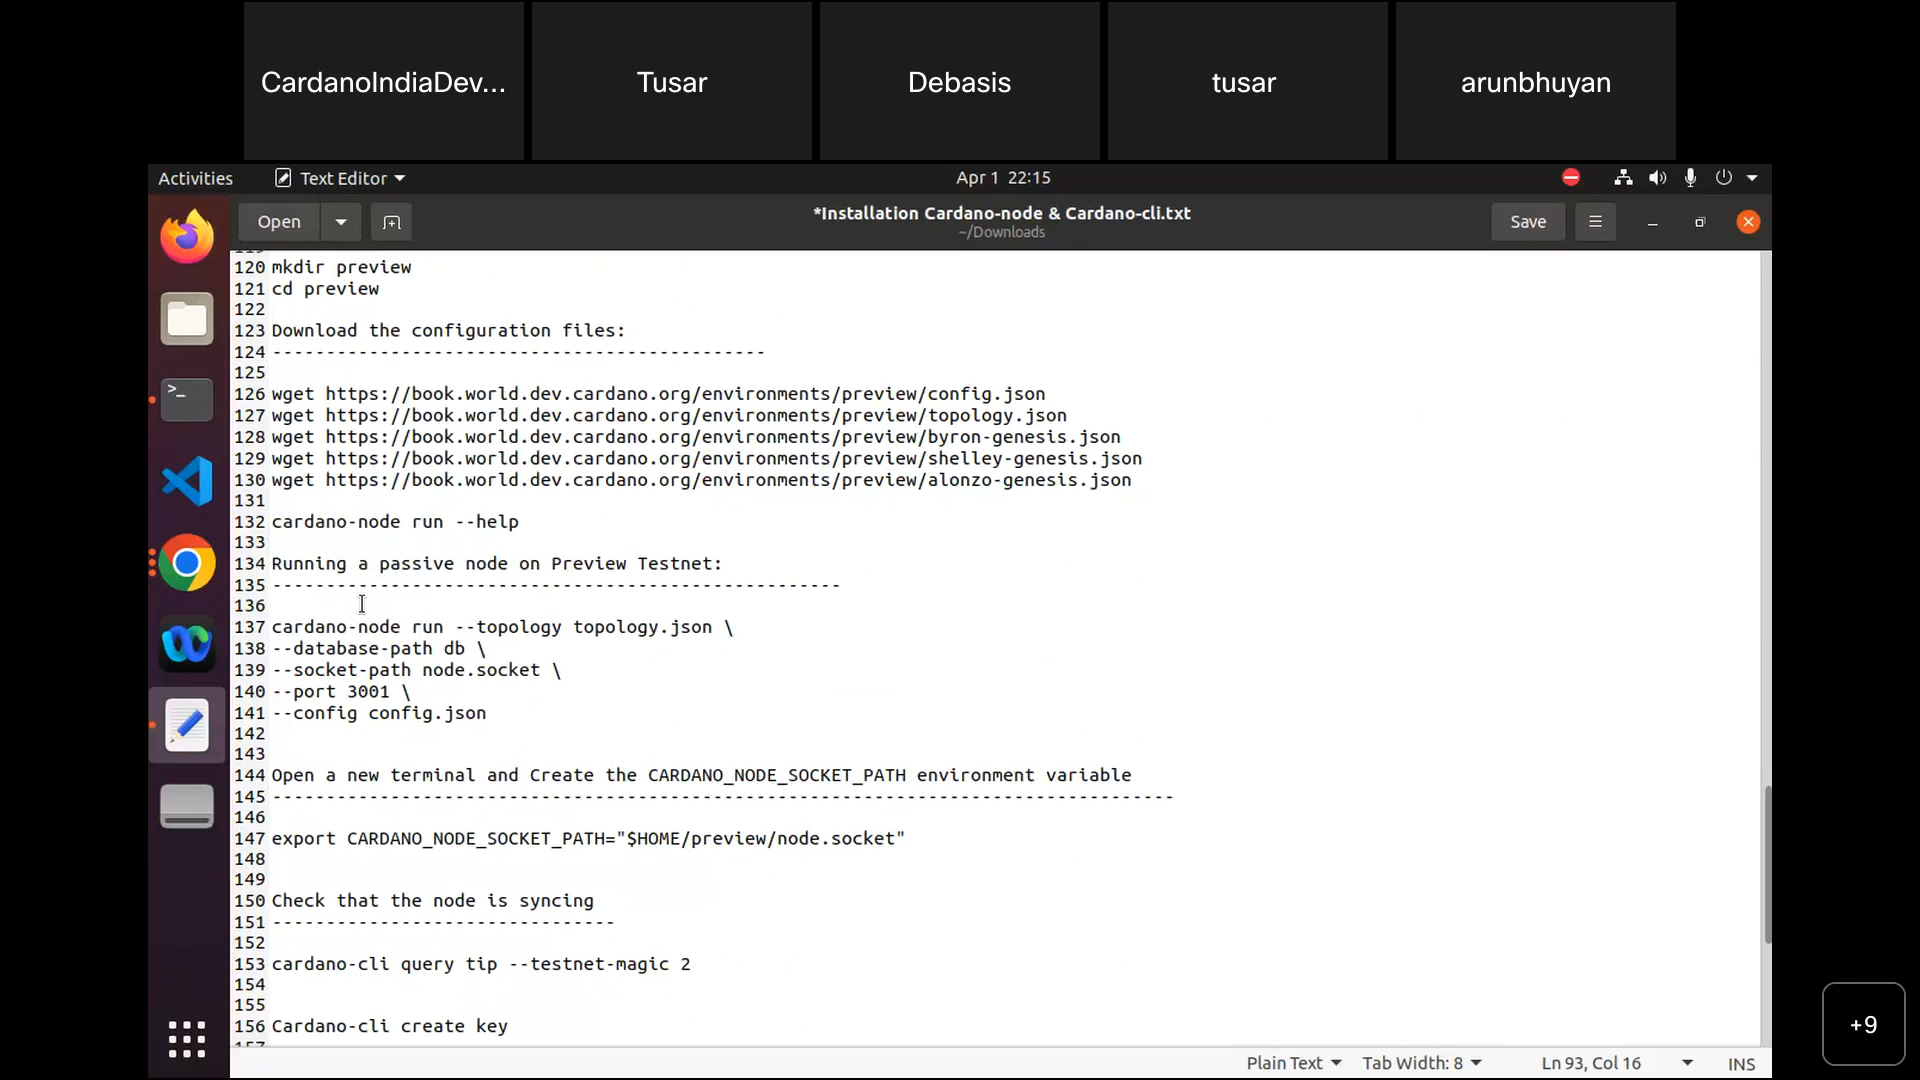 CardanoIndiaDev...
Tusar
Debasis
tusar
arunbhuyan
Activities
Text Editor
Apr 1 22:15
Open
*Installation Cardano-node & Cardano-cli.txt
~/Downloads
Save
120 mkdir preview
121 cd preview
122
123 Download the configuration files:
124 ----------------------------------------------
125
126 wget https://book.world.dev.cardano.org/environments/preview/config.json
127 wget https://book.world.dev.cardano.org/environments/preview/topology.json
128 wget https://book.world.dev.cardano.org/environments/preview/byron-genesis.json
129 wget https://book.world.dev.cardano.org/environments/preview/shelley-genesis.json
130 wget https://book.world.dev.cardano.org/environments/preview/alonzo-genesis.json
131
132 cardano-node run --help
133
134 Running a passive node on Preview Testnet:
135 -----------------------------------------------------
136
137 cardano-node run --topology topology.json \
138 --database-path db \
139 --socket-path node.socket \
140 --port 3001 \
141 --config config.json
142
143
144 Open a new terminal and Create the CARDANO_NODE_SOCKET_PATH environment variable
145 ------------------------------------------------------------------------------------
146
147 export CARDANO_NODE_SOCKET_PATH="$HOME/preview/node.socket"
148
149
150 Check that the node is syncing
151 --------------------------------
152
153 cardano-cli query tip --testnet-magic 2
154
155
156 Cardano-cli create key
Plain Text
Tab Width: 8
Ln 93, Col 16
INS
+9